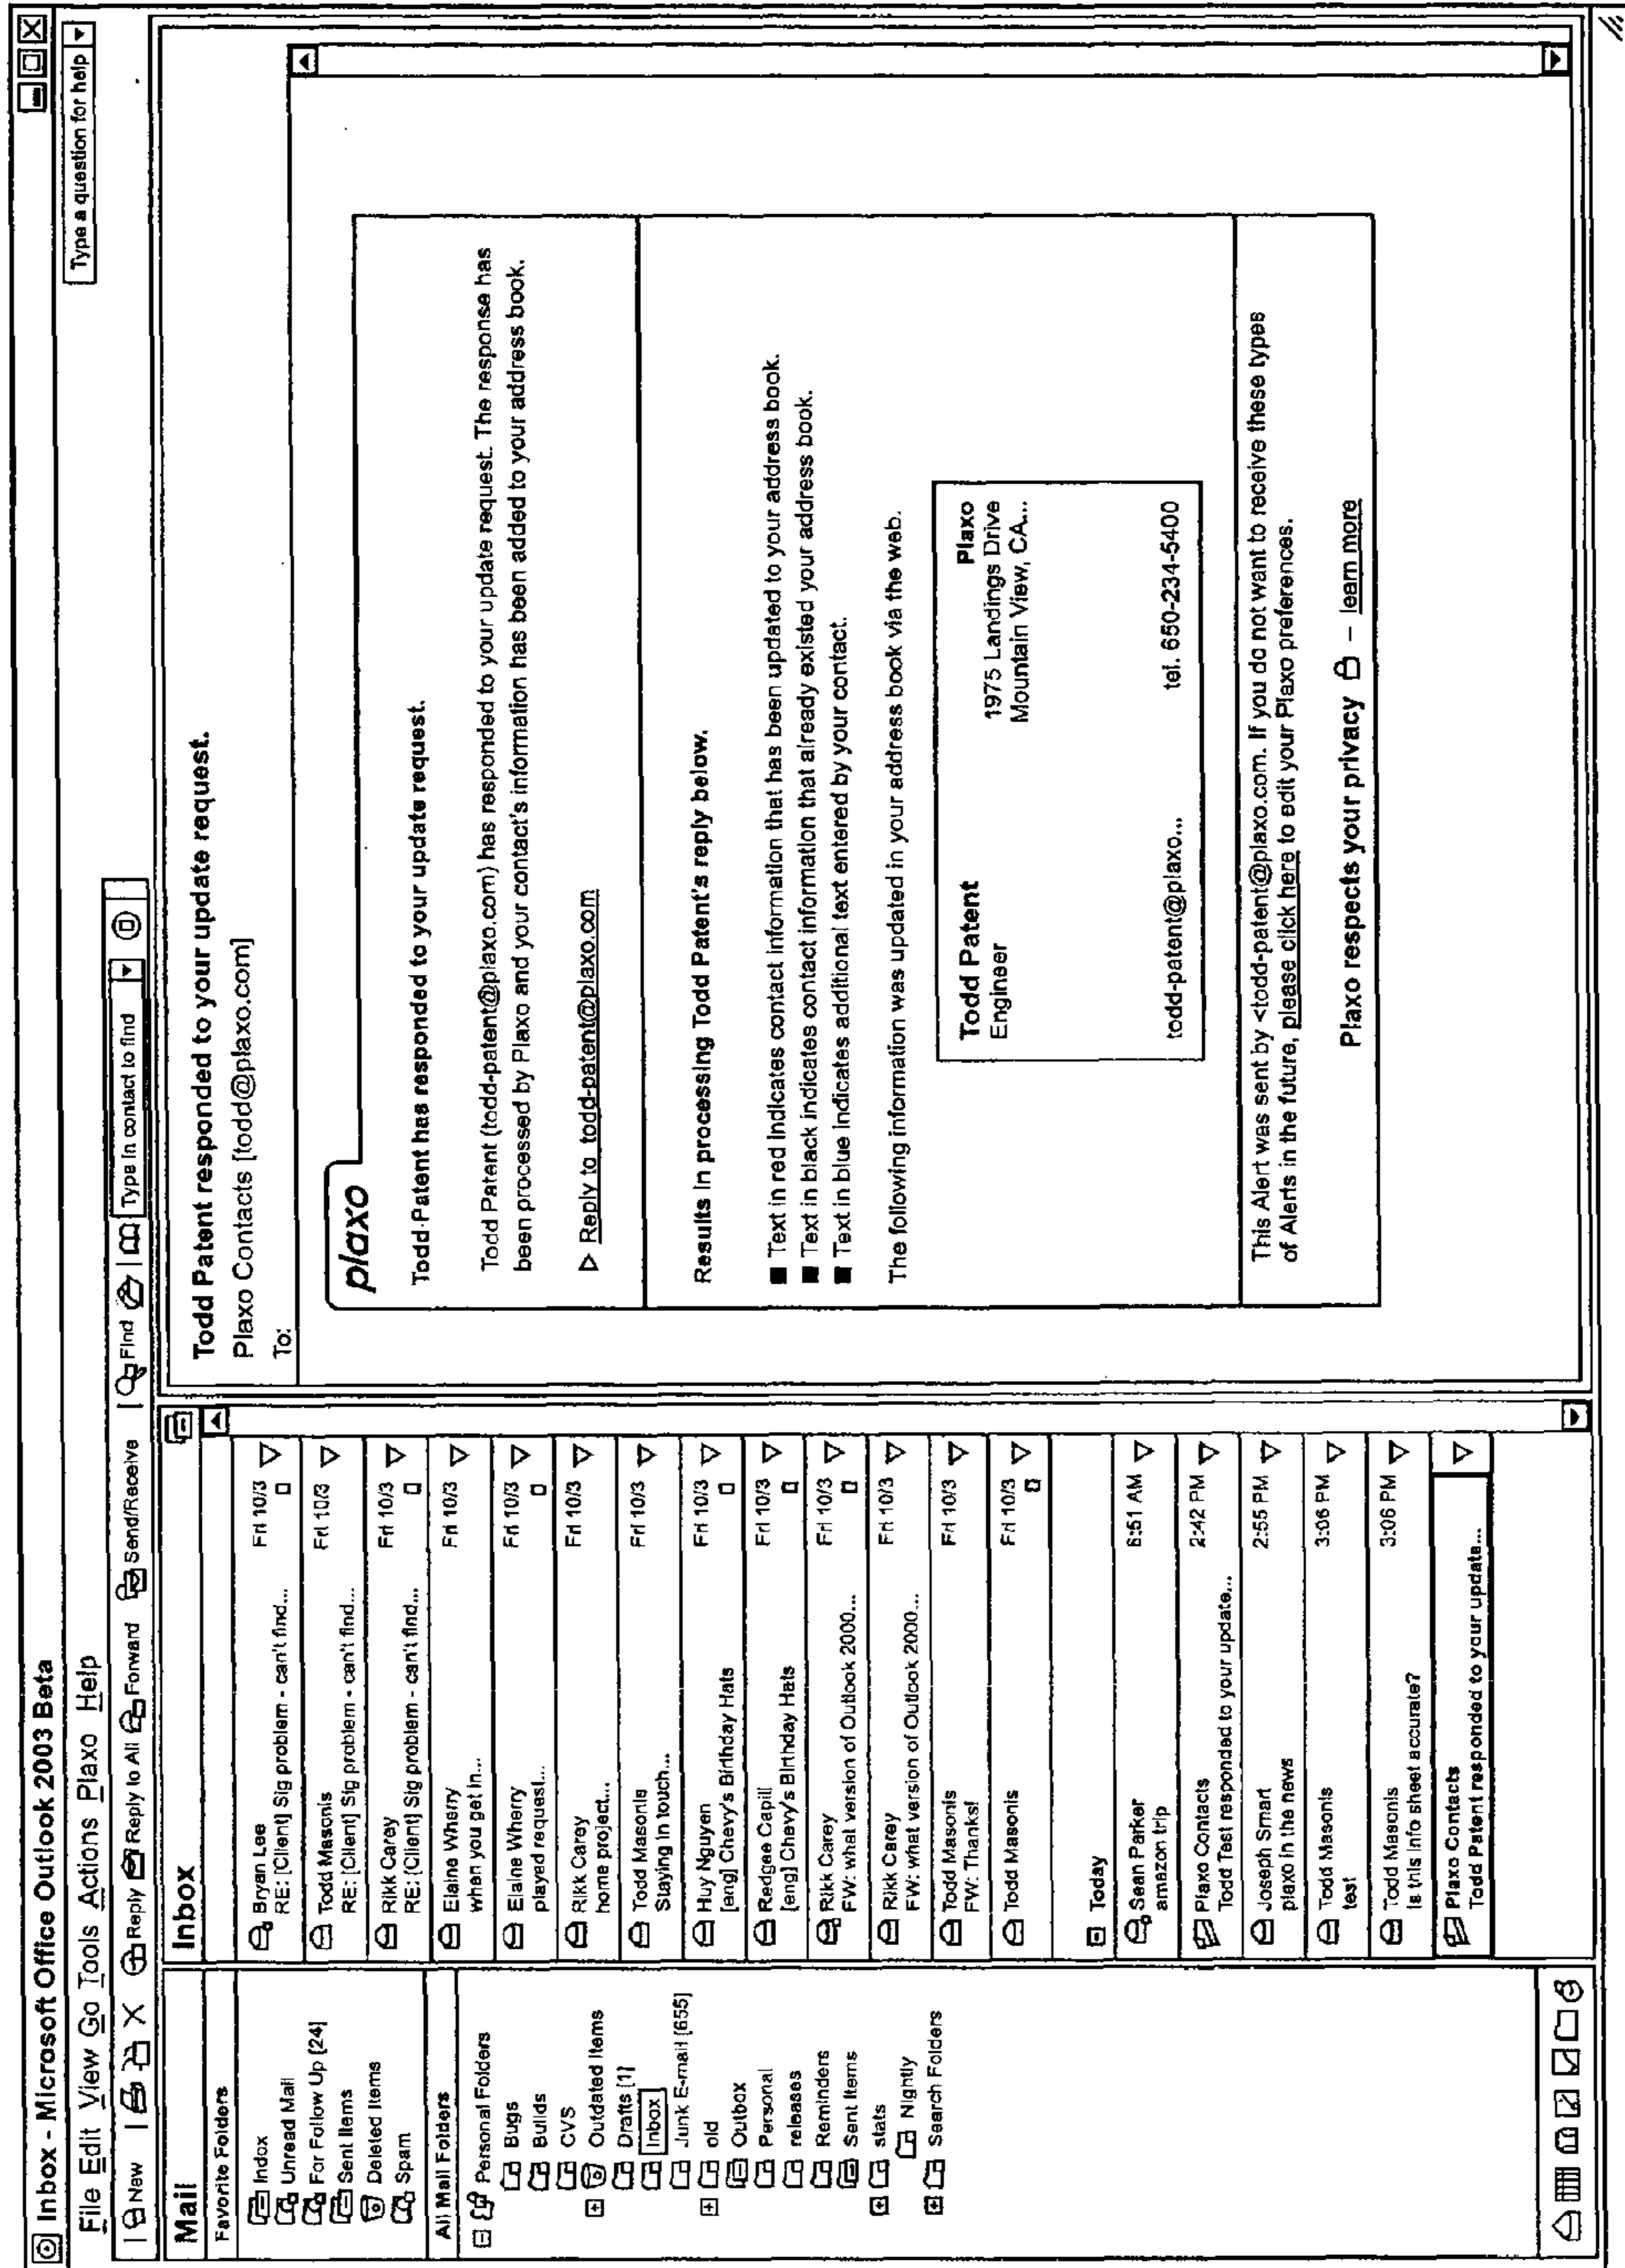 Inbox - Microsoft Office Outlook 2003 Beta
File Edit View Go Tools Actions Plaxo Help
Type a question for help
New
Reply
Reply to All
Forward
Send/Receive
Find
Type in contact to find
Mail
Favorite Folders
Indox
Unread Mail
For Follow Up [24]
Sent Items
Deleted Items
Spam
All Mail Folders
Personal Folders
Bugs
Builds
CVS
Outdated Items
Drafts [1]
Inbox
Junk E-mail [655]
old
Outbox
Personal
releases
Reminders
Sent Items
stats
Nightly
Search Folders
Inbox
Bryan Lee Fri 10/3
RE: [Client] Sig problem - can't find...
Todd Masonis Fri 10/3
RE: [Client] Sig problem - can't find...
Rikk Carey Fri 10/3
RE: [Client] Sig problem - can't find...
Elaine Wherry Fri 10/3
when you get in...
Elaine Wherry Fri 10/3
played request...
Rikk Carey Fri 10/3
home project...
Todd Masonis Fri 10/3
Staying in touch...
Huy Nguyen Fri 10/3
[eng] Chevy's Birthday Hats
Redgee Capili Fri 10/3
[eng] Chevy's Birthday Hats
Rikk Carey Fri 10/3
FW: what version of Outlook 2000...
Rikk Carey Fri 10/3
FW: what version of Outlook 2000...
Todd Masonis Fri 10/3
FW: Thanks!
Todd Masonis Fri 10/3
Today
Sean Parker 6:51 AM
amazon trip
Plaxo Contacts 2:42 PM
Todd Test responded to your update...
Joseph Smart 2:55 PM
plaxo in the news
Todd Masonis 3:06 PM
test
Todd Masonis 3:06 PM
Is this info sheet accurate?
Plaxo Contacts
Todd Patent responded to your update...
Todd Patent responded to your update request.
Plaxo Contacts [todd@plaxo.com]
To:
plaxo
Todd Patent has responded to your update request.
Todd Patent (todd-patent@plaxo.com) has responded to your update request. The response has
been processed by Plaxo and your contact's information has been added to your address book.
Reply to todd-patent@plaxo.com
Results in processing Todd Patent's reply below.
Text in red indicates contact information that has been updated to your address book.
Text in black indicates contact information that already existed your address book.
Text in blue indicates additional text entered by your contact.
The following information was updated in your address book via the web.
Todd Patent Plaxo
Engineer 1975 Landings Drive
Mountain View, CA...
todd-patent@plaxo... tel. 650-234-5400
This Alert was sent by <todd-patent@plaxo.com. If you do not want to receive these types
of Alerts in the future, please click here to edit your Plaxo preferences.
Plaxo respects your privacy – learn more